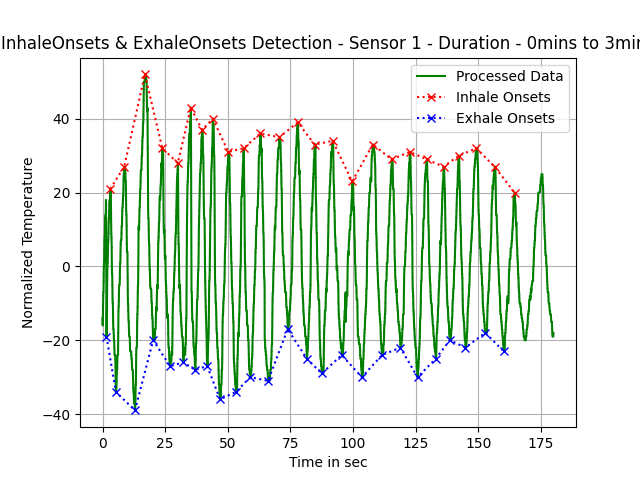 InhaleOnsets & ExhaleOnsets Detection - Sensor 1 - Duration - 0mins to 3min
Processed Data
Inhale Onsets
Exhale Onsets
Normalized Temperature
40
20
0
−20
−40
0 25 50 75 100 125 150 175
Time in sec